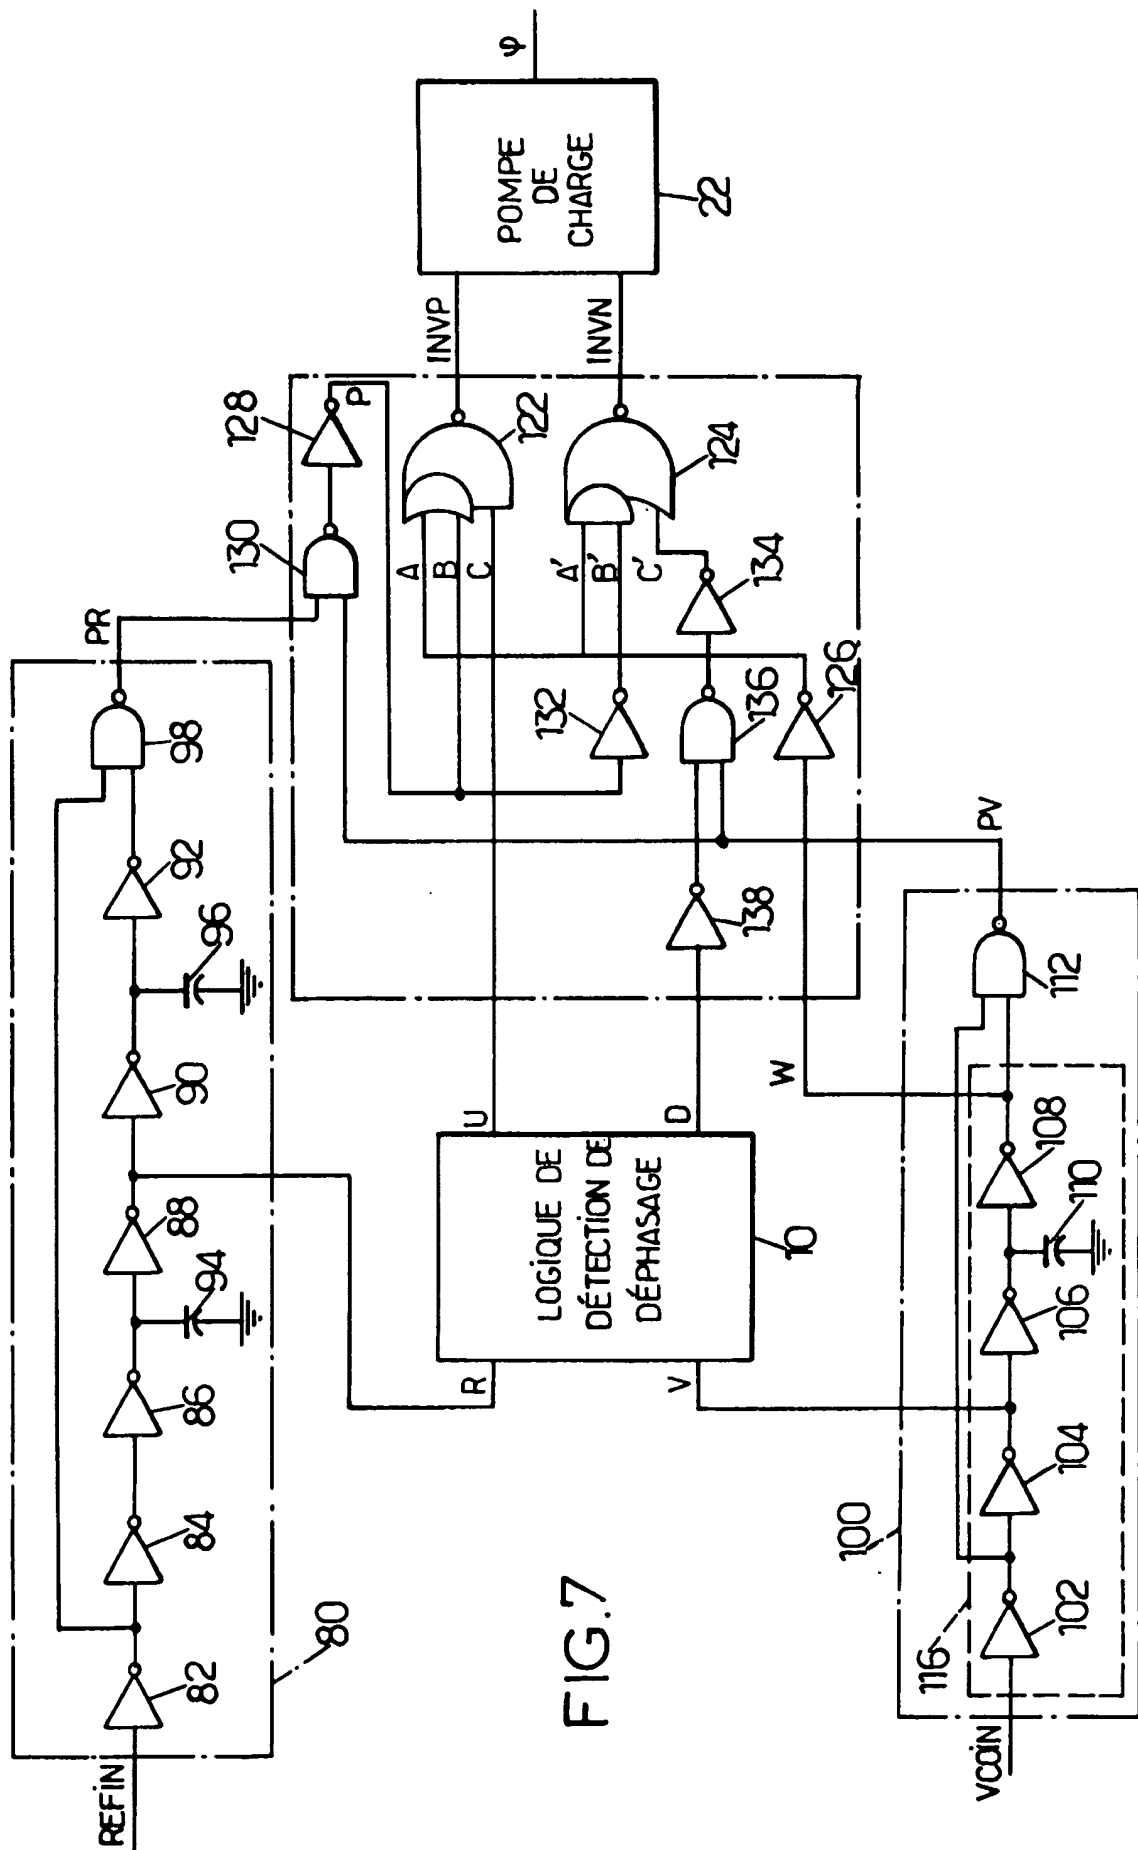 REFIN
82
84
86
94
88
90
96
92
98
80
PR
130
128
P
A
B
C
122
INVP
A'
B'
C'
124
INVN
POMPE
DE
CHARGE
22
φ
132
134
136
138
126
U
D
LOGIQUE DE
DÉTECTION DE
DÉPHASAGE
10
R
V
W
PV
VCOIN
102
104
106
110
108
112
116
100
FIG.7